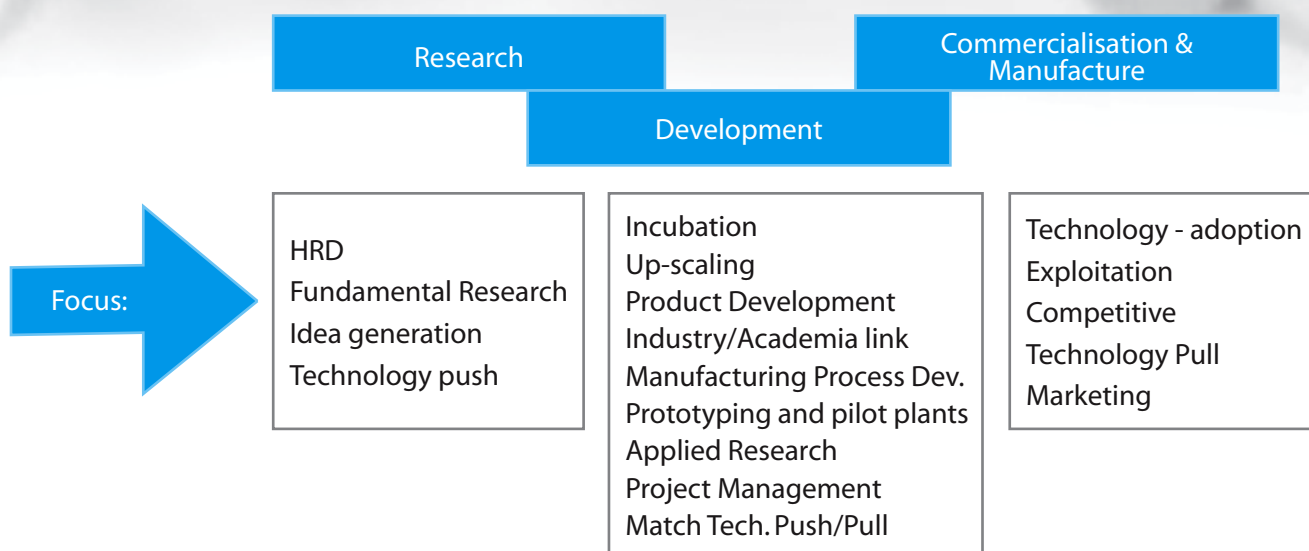 Research
Commercialisation &
Manufacture
Development
Focus:
HRD
Fundamental Research
Idea generation
Technology push
Incubation
Up-scaling
Product Development
Industry/Academia link
Manufacturing Process Dev.
Prototyping and pilot plants
Applied Research
Project Management
Match Tech. Push/Pull
Technology - adoption
Exploitation
Competitive
Technology Pull
Marketing